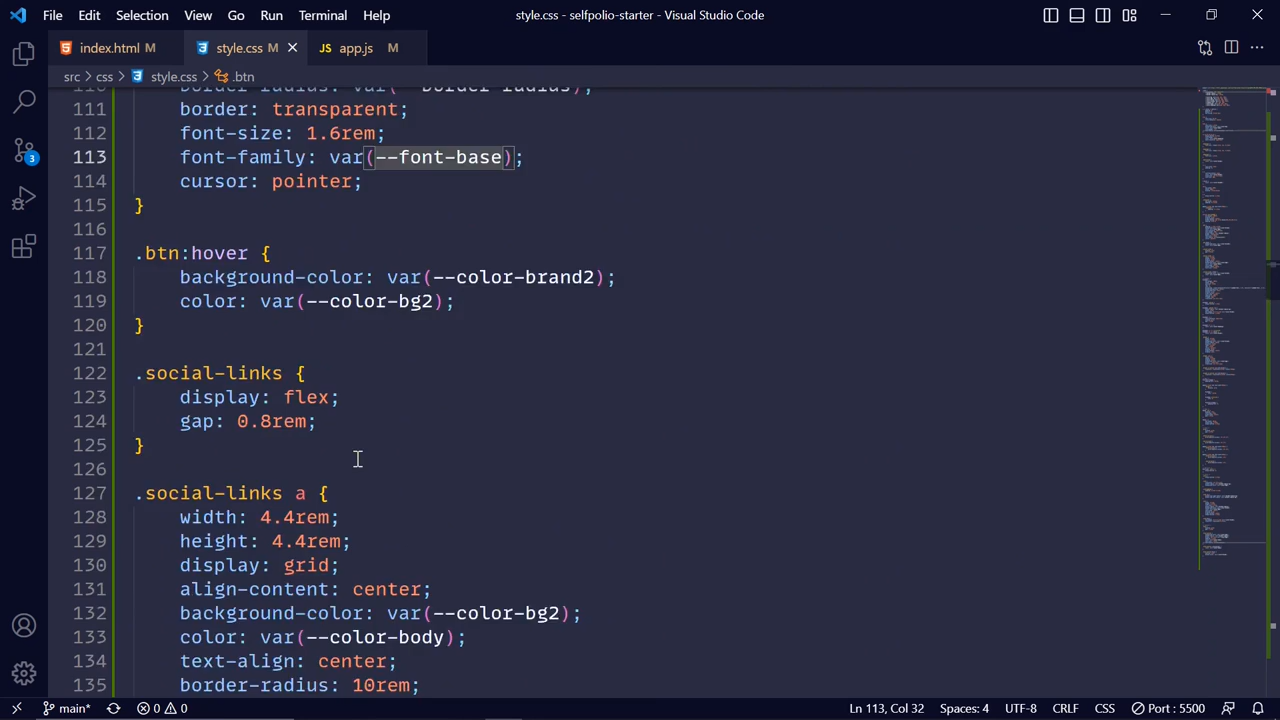 File Edit Selection View Go Run Terminal Help style.css - selfpolio-starter - Visual Studio Code
index.html M style.css M JS app.js M
src > css > style.css > .btn
110 border-radius: var(--border-radius);
111 border: transparent;
112 font-size: 1.6rem;
113 font-family: var(--font-base);
114 cursor: pointer;
115 }
116
117 .btn:hover {
118 background-color: var(--color-brand2);
119 color: var(--color-bg2);
120 }
121
122 .social-links {
123 display: flex;
124 gap: 0.8rem;
125 }
126
127 .social-links a {
128 width: 4.4rem;
129 height: 4.4rem;
130 display: grid;
131 align-content: center;
132 background-color: var(--color-bg2);
133 color: var(--color-body);
134 text-align: center;
135 border-radius: 10rem;
3
main* 0 0 Ln 113, Col 32 Spaces: 4 UTF-8 CRLF CSS Port : 5500